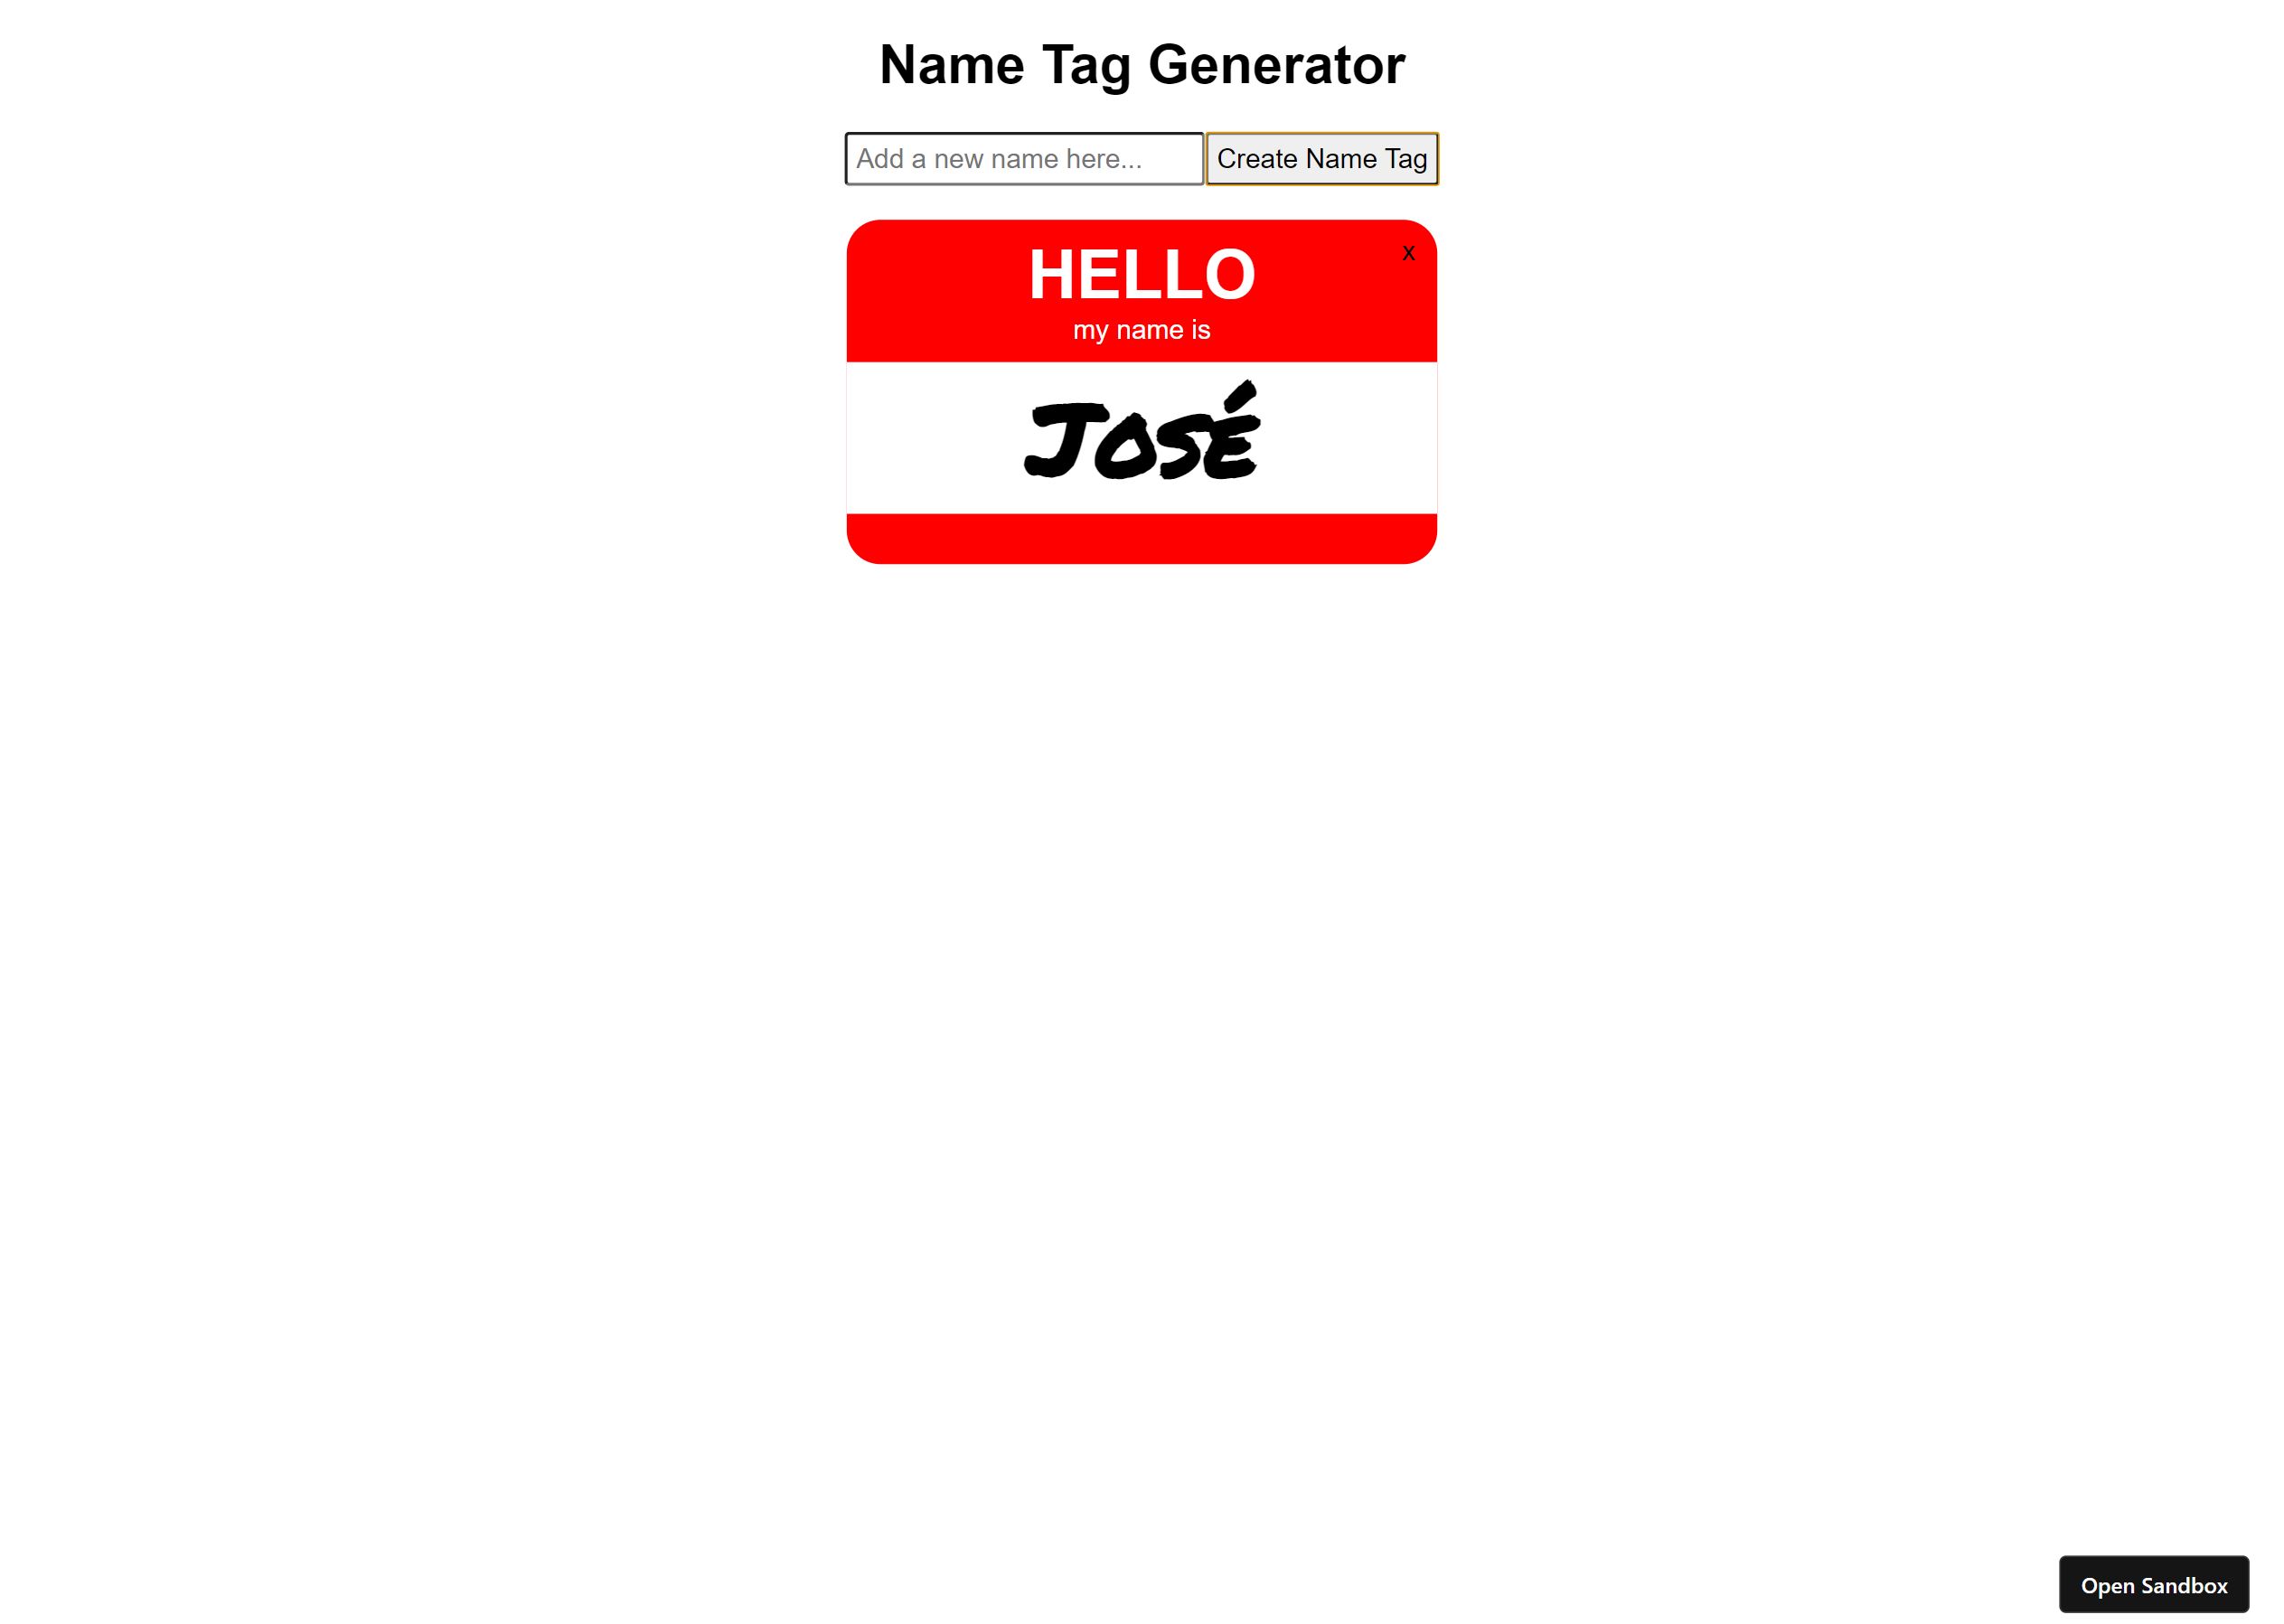 Name Tag Generator
Add a new name here... Create Name Tag
HELLO x
my name is
José
Open Sandbox